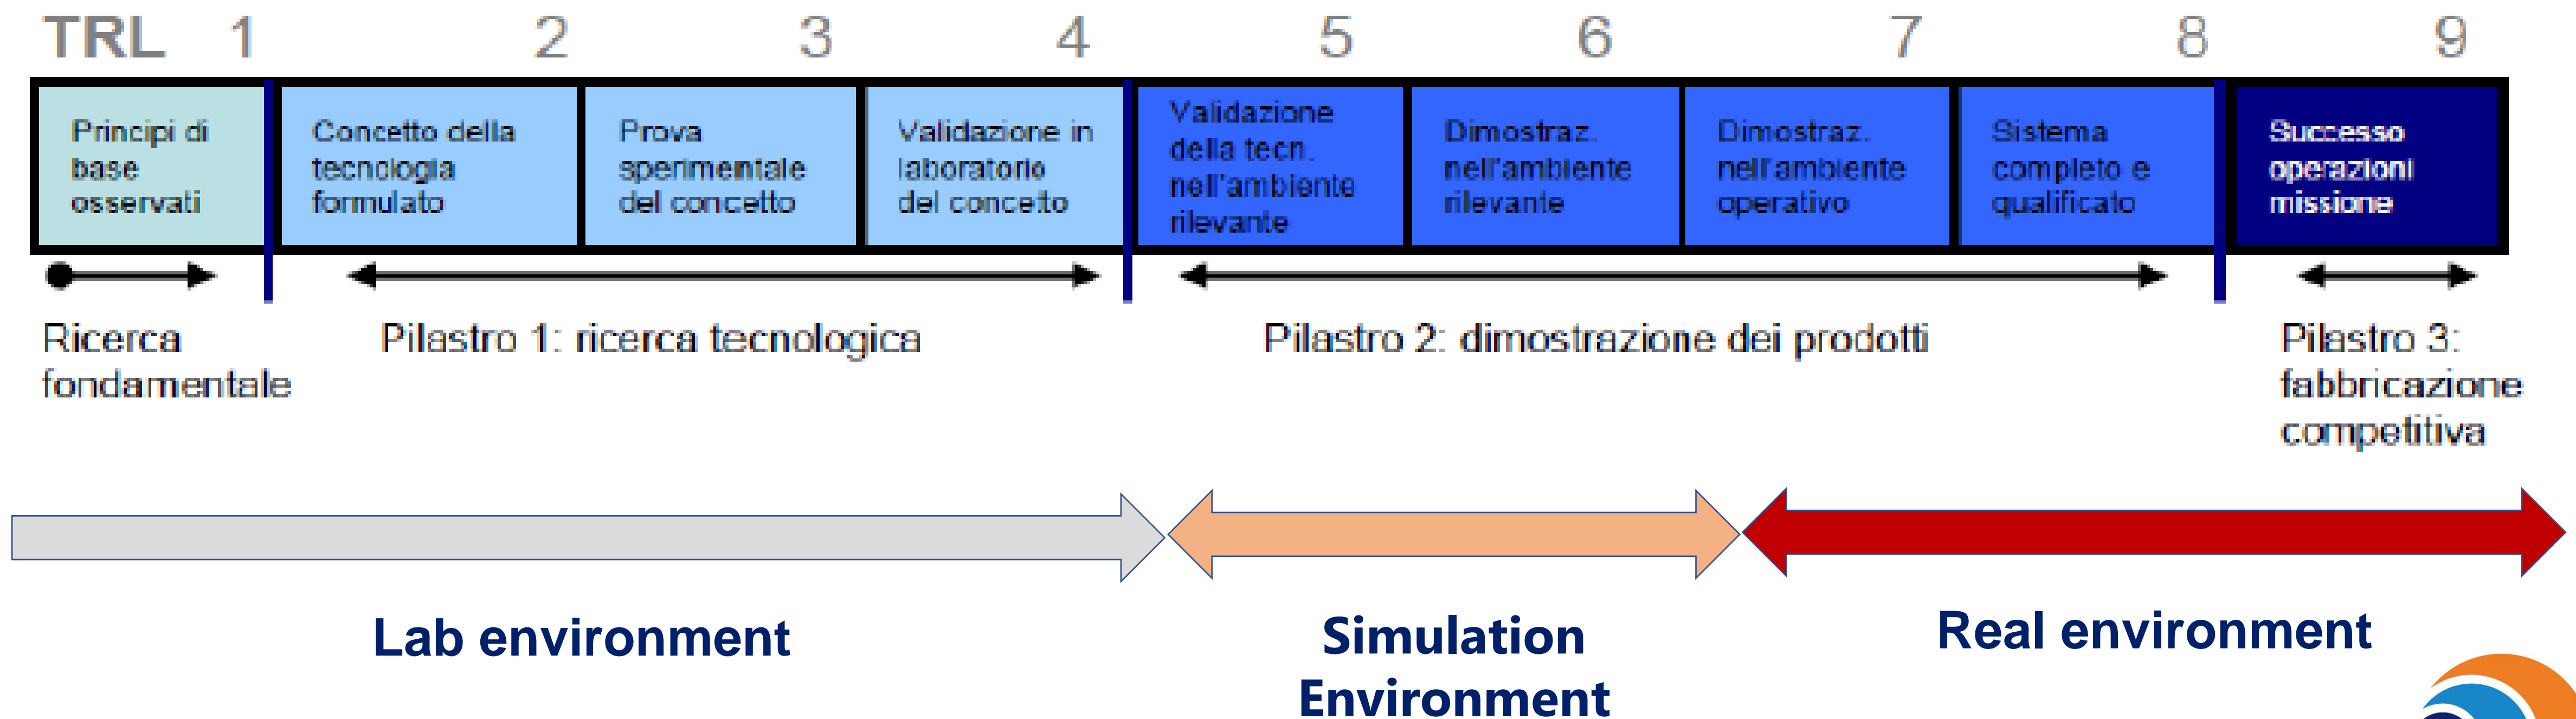 TRL 1 2 3 4 5 6 7 8 9
Principi di
base
osservati
Concetto della
tecnologia
formulato
Prova
sperimentale
del concetto
Validazione in
laboratorio
del concetto
Validazione
della tecn.
nell'ambiente
rilevante
Dimostraz.
nell'ambiente
rilevante
Dimostraz.
nell'ambiente
operativo
Sistema
completo e
qualificato
Successo
operazioni
missione
Ricerca
fondamentale
Pilastro 1: ricerca tecnologica
Pilastro 2: dimostrazione dei prodotti
Pilastro 3:
fabbricazione
competitiva
Lab environment
Simulation
Environment
Real environment